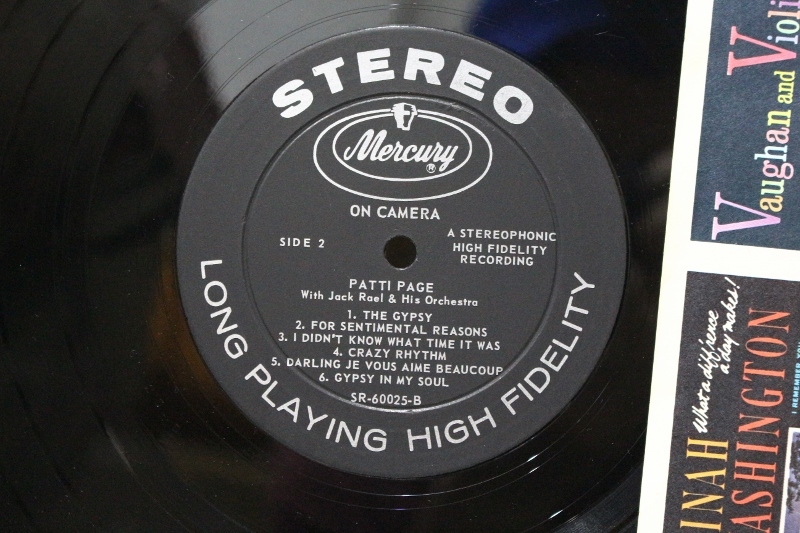 STEREO
Mercury
®
ON CAMERA
SIDE 2
A STEREOPHONIC
HIGH FIDELITY
RECORDING
PATTI PAGE
With Jack Rael & His Orchestra
1. THE GYPSY
2. FOR SENTIMENTAL REASONS
3. I DIDN'T KNOW WHAT TIME IT WAS
4. CRAZY RHYTHM
5. DARLING JE VOUS AIME BEAUCOUP
6. GYPSY IN MY SOUL
SR-60025-B
LONG PLAYING HIGH FIDELITY
Vaughan and Violi
What a diff'rence
a day makes!
INAH
ASHINGTON
I REMEMBER YOU